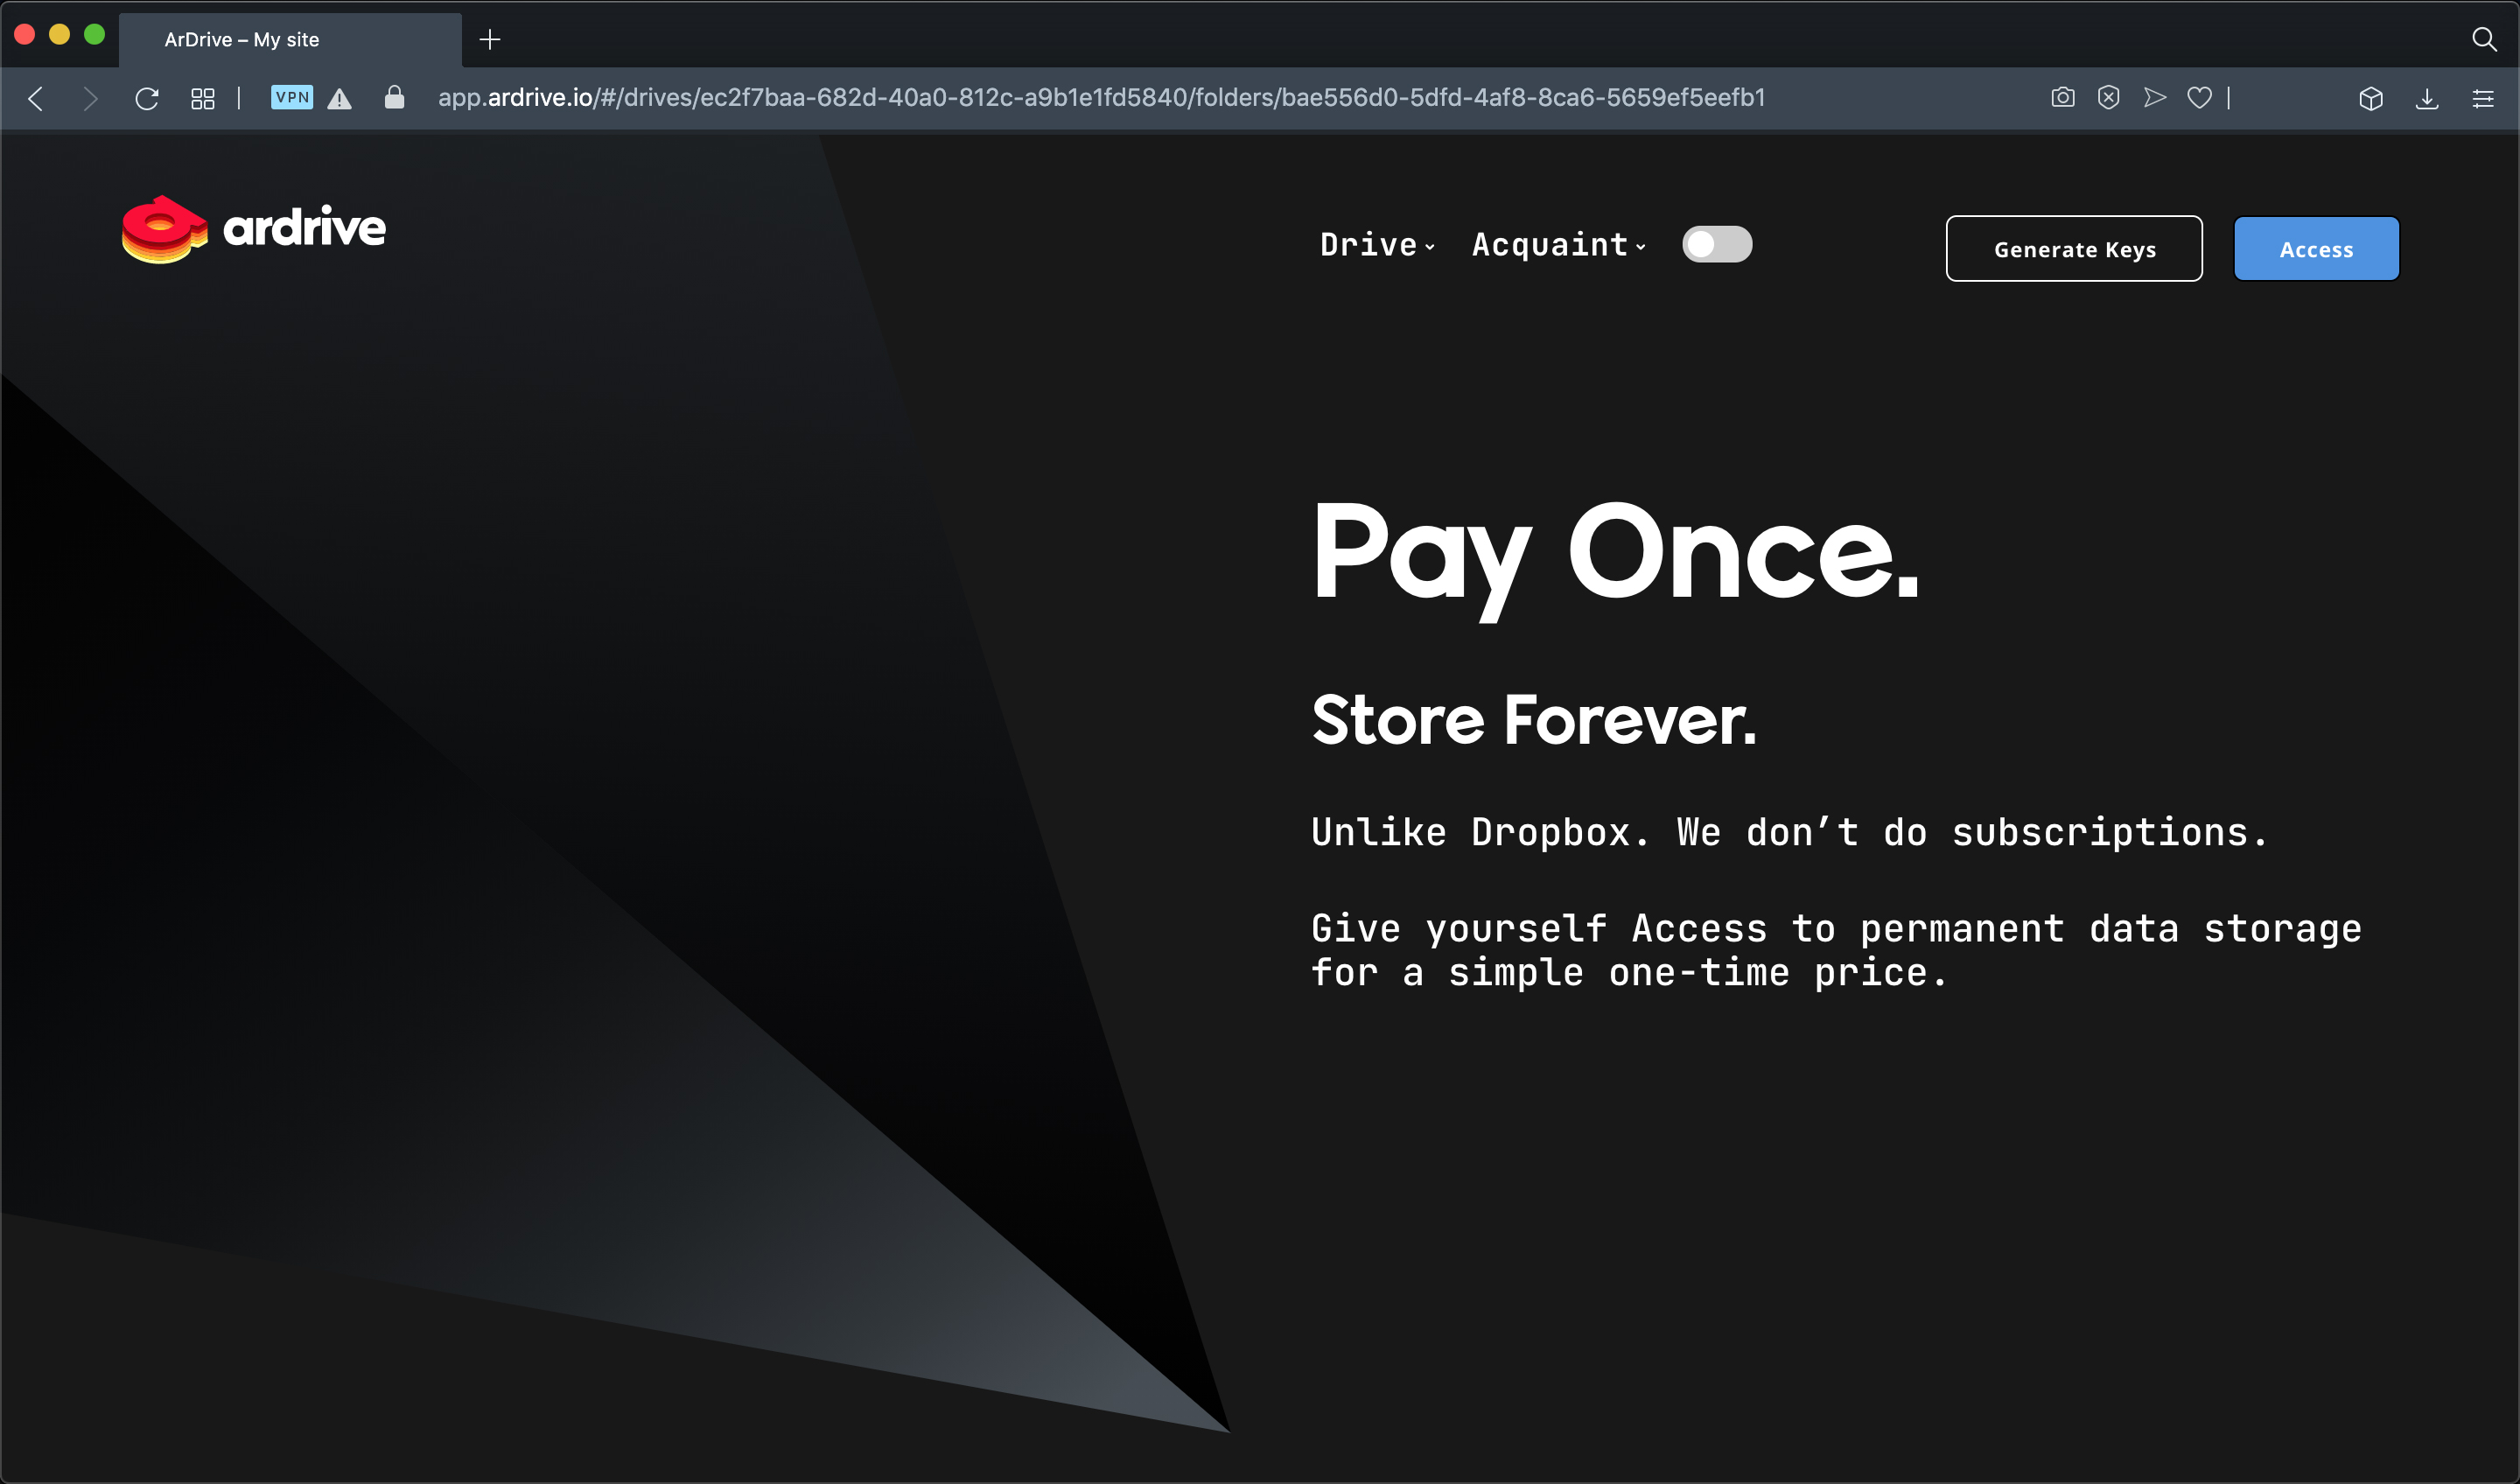 ArDrive – My site
VPN
app.ardrive.io/#/drives/ec2f7baa-682d-40a0-812c-a9b1e1fd5840/folders/bae556d0-5dfd-4af8-8ca6-5659ef5eefb1
ardrive
Drive
Acquaint
Generate Keys
Access
Pay Once.
Store Forever.
Unlike Dropbox. We don’t do subscriptions.
Give yourself Access to permanent data storage
for a simple one-time price.